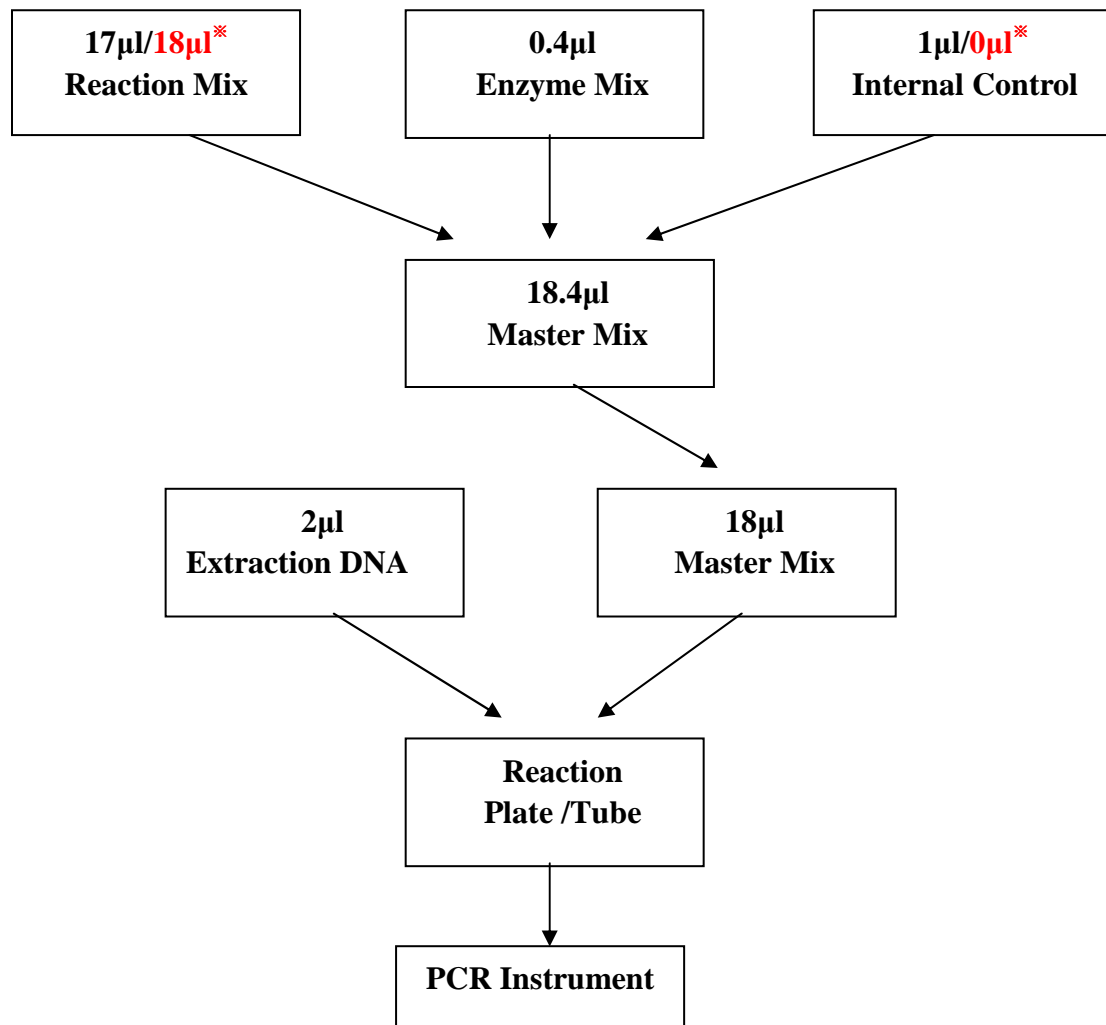 17μl/18μl※
Reaction Mix
0.4μl
Enzyme Mix
1μl/0μl※
Internal Control
18.4μl
Master Mix
2μl
Extraction DNA
18μl
Master Mix
Reaction
Plate /Tube
PCR Instrument